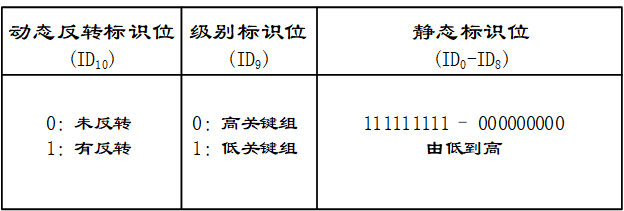 动态反转标识位 级别标识位 静态标识位
(ID₁₀) (ID₉) (ID₀-ID₈)
0: 未反转 0: 高关键组 111111111 - 000000000
1: 有反转 1: 低关键组 由低到高